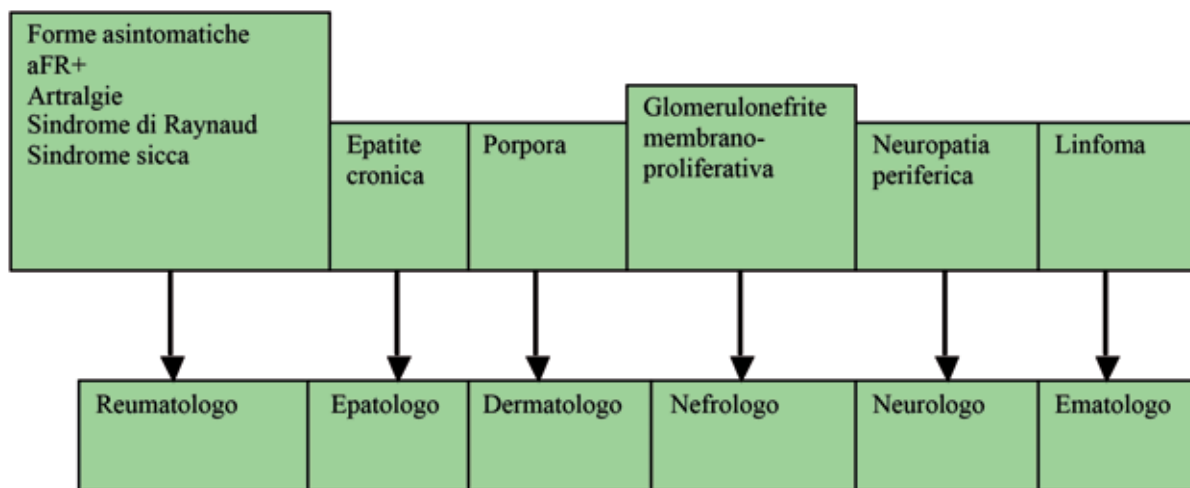 Forme asintomatiche
aFR+
Artralgie
Sindrome di Raynaud
Sindrome sicca
Epatite
cronica
Porpora
Glomerulonefrite
membrano-
proliferativa
Neuropatia
periferica
Linfoma
Reumatologo
Epatologo
Dermatologo
Nefrologo
Neurologo
Ematologo